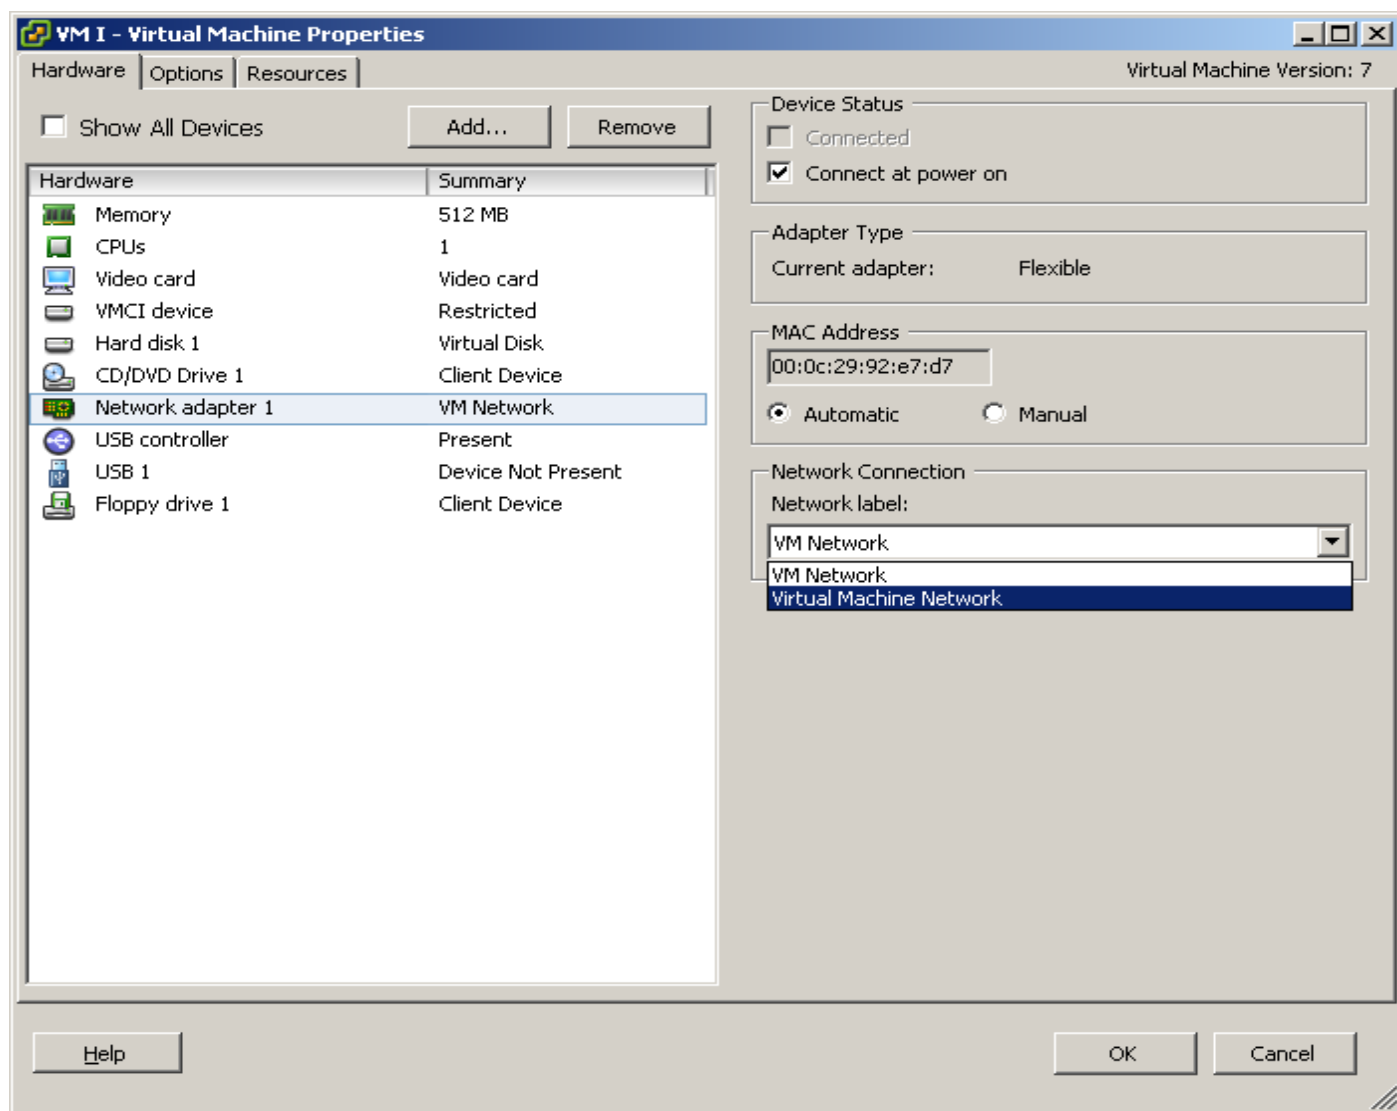 VM I - Virtual Machine Properties
Hardware Options Resources Virtual Machine Version: 7
Show All Devices Add... Remove
Hardware Summary
Memory 512 MB
CPUs 1
Video card Video card
VMCI device Restricted
Hard disk 1 Virtual Disk
CD/DVD Drive 1 Client Device
Network adapter 1 VM Network
USB controller Present
USB 1 Device Not Present
Floppy drive 1 Client Device
Device Status
Connected
Connect at power on
Adapter Type
Current adapter: Flexible
MAC Address
00:0c:29:92:e7:d7
Automatic Manual
Network Connection
Network label:
VM Network
VM Network
Virtual Machine Network
Help OK Cancel